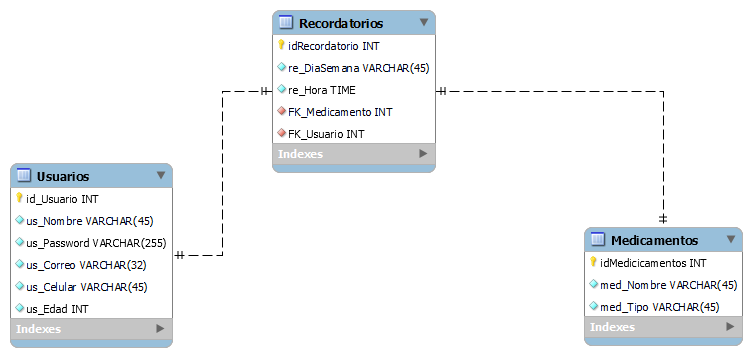 Recordatorios
idRecordatorio INT
re_DiaSemana VARCHAR(45)
re_Hora TIME
FK_Medicamento INT
FK_Usuario INT
Indexes
Usuarios
id_Usuario INT
us_Nombre VARCHAR(45)
us_Password VARCHAR(255)
us_Correo VARCHAR(32)
us_Celular VARCHAR(45)
us_Edad INT
Indexes
Medicamentos
idMedicicamentos INT
med_Nombre VARCHAR(45)
med_Tipo VARCHAR(45)
Indexes